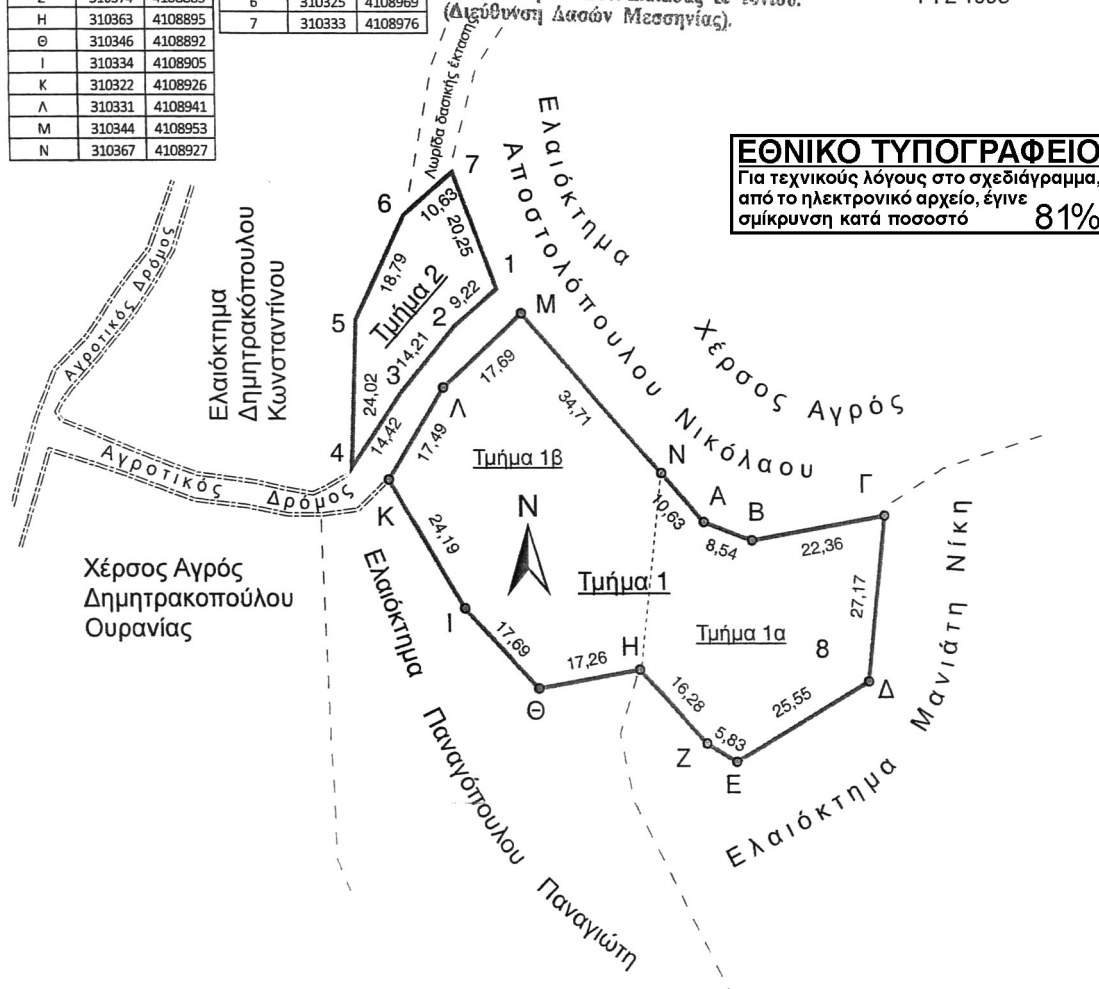 Η 310363 4108895
Θ 310346 4108892
Ι 310334 4108905
Κ 310322 4108926
Λ 310331 4108941
Μ 310344 4108953
Ν 310367 4108927
6 310325 4108969
7 310333 4108976
(Διεύθυνση Δασών Μεσσηνίας).
ΕΘΝΙΚΟ ΤΥΠΟΓΡΑΦΕΙΟ
Για τεχνικούς λόγους στο σχεδιάγραμμα,
από το ηλεκτρονικό αρχείο, έγινε
σμίκρυνση κατά ποσοστό 81%
Λωρίδα δασικής έκτασης
Ελαιόκτημα
Αποστολόπουλου Νικόλαου
Χέρσος Αγρός
Αγροτικός Δρόμος
Ελαιόκτημα
Δημητρακόπουλου
Κωνσταντίνου
7
6
10,63
20,25
1
18,79
Τμήμα 2
9,22
2
5
14,21
3
24,02
14,42
4
Μ
17,69
Λ
17,49
34,71
Τμήμα 1β
Ν
Αγροτικός Δρόμος
Κ
10,63
Α
8,54
Β
22,36
Γ
Ν
24,19
Τμήμα 1
27,17
Χέρσος Αγρός
Δημητρακοπούλου
Ουρανίας
Ι
17,69
17,26
Η
Τμήμα 1α
8
Θ
16,28
25,55
Δ
Ζ
5,83
Ε
Ελαιόκτημα Παναγόπουλου Παναγιώτη
Ελαιόκτημα Μανιάτη Νίκη